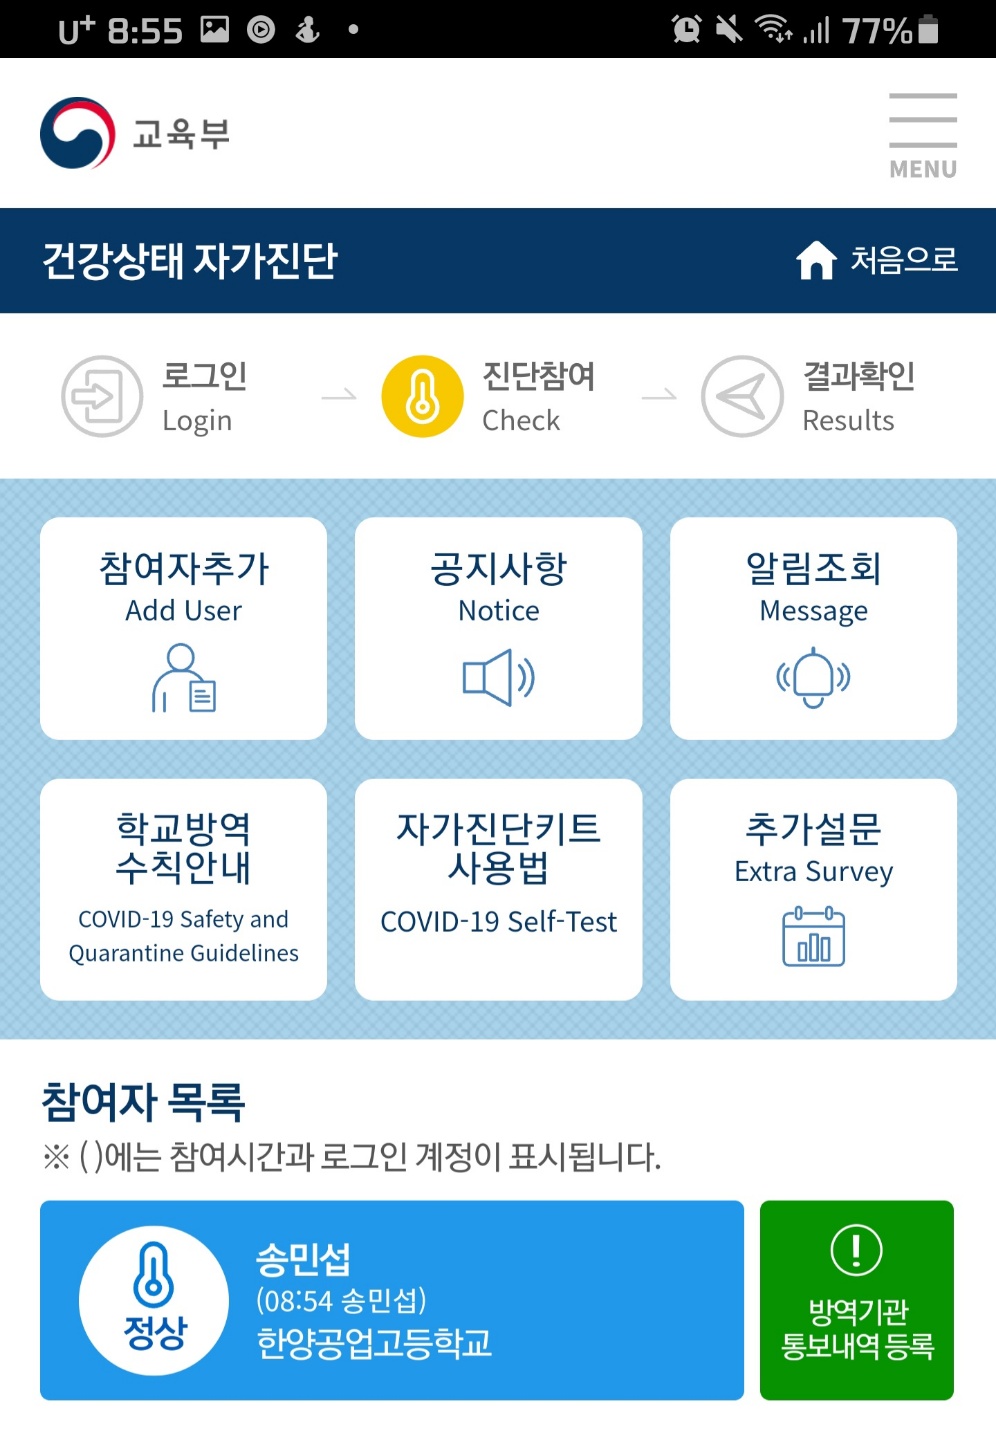 U⁺ 8:55 77%
교육부
MENU
건강상태 자가진단 처음으로
로그인 진단참여 결과확인
Login Check Results
참여자추가 공지사항 알림조회
Add User Notice Message
학교방역 자가진단키트 추가설문
수칙안내 사용법 Extra Survey
COVID-19 Safety and COVID-19 Self-Test
Quarantine Guidelines
참여자 목록
※ ( )에는 참여시간과 로그인 계정이 표시됩니다.
정상
송민섭
(08:54 송민섭)
한양공업고등학교
방역기관
통보내역 등록